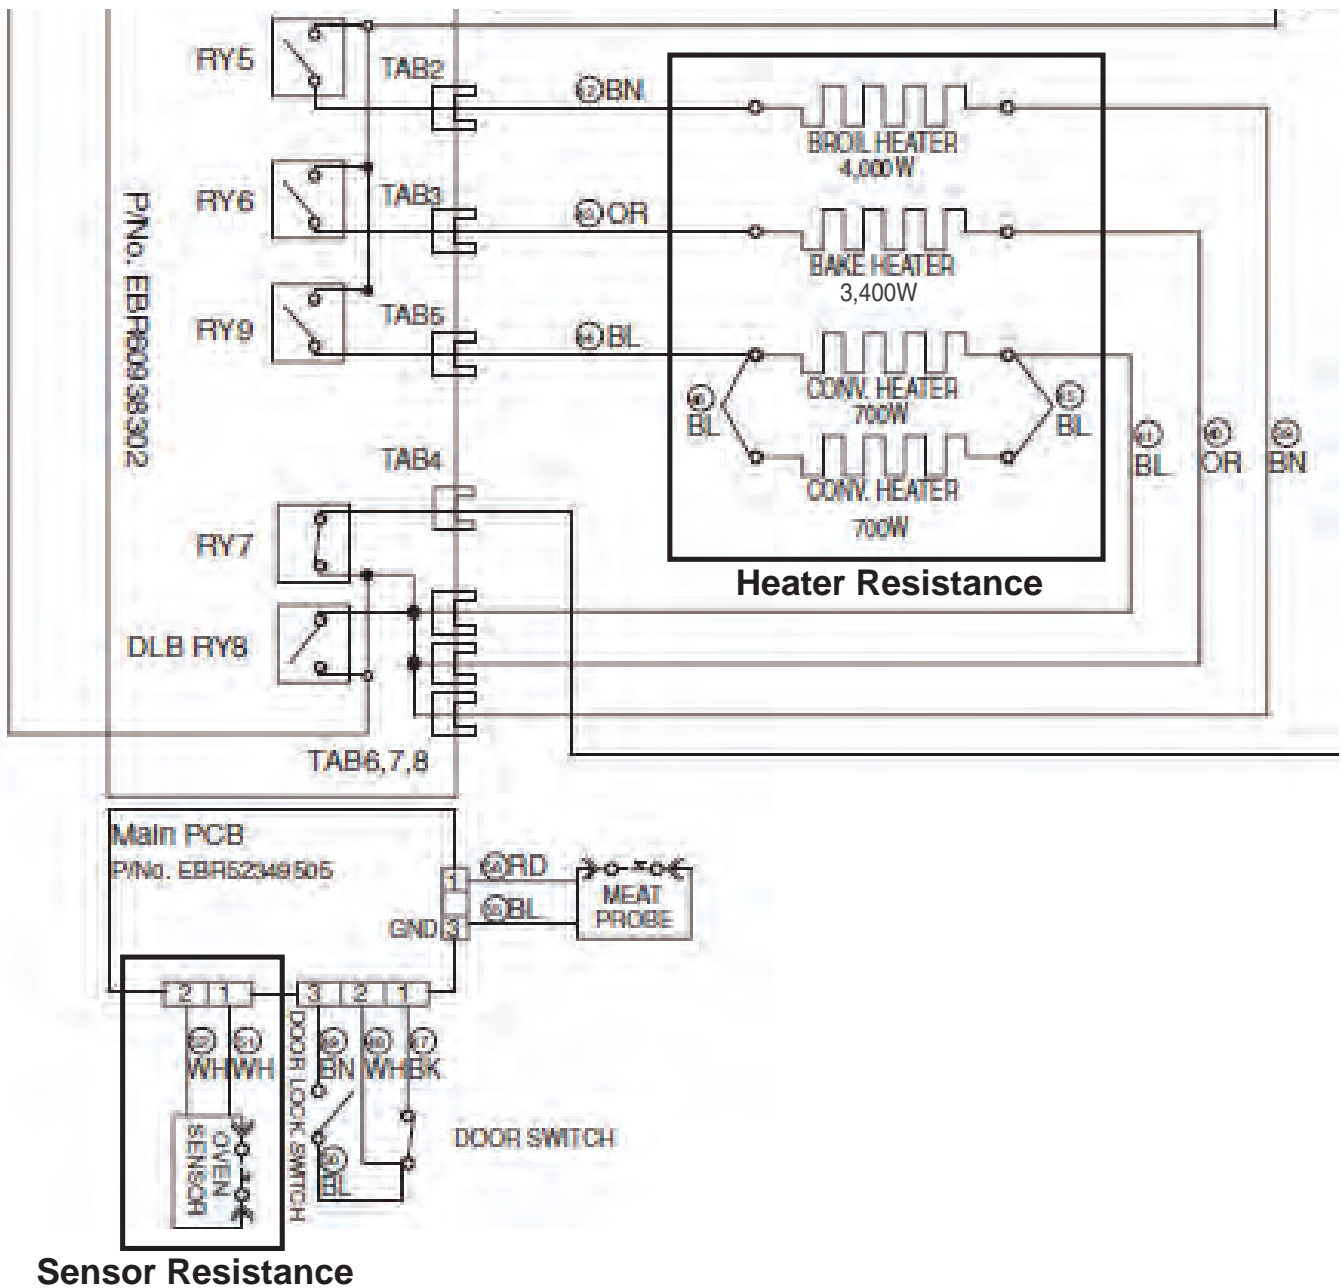 RY5
TAB2
BN
BROIL HEATER
4,000W
RY6
TAB3
OR
BAKE HEATER
3,400W
RY9
TAB5
BL
CONV. HEATER
700W
BL
BL
CONV. HEATER
700W
BL
OR
BN
P/No. EBR60938302
TAB4
RY7
Heater Resistance
DLB RY8
TAB6,7,8
Main PCB
P/No. EBR52349505
1
RD
BL
GND 3
MEAT
PROBE
2 1
3 2 1
WH WH
BN WH BK
DOOR LOCK SWITCH
OVEN
SENSOR
BL
DOOR SWITCH
Sensor Resistance